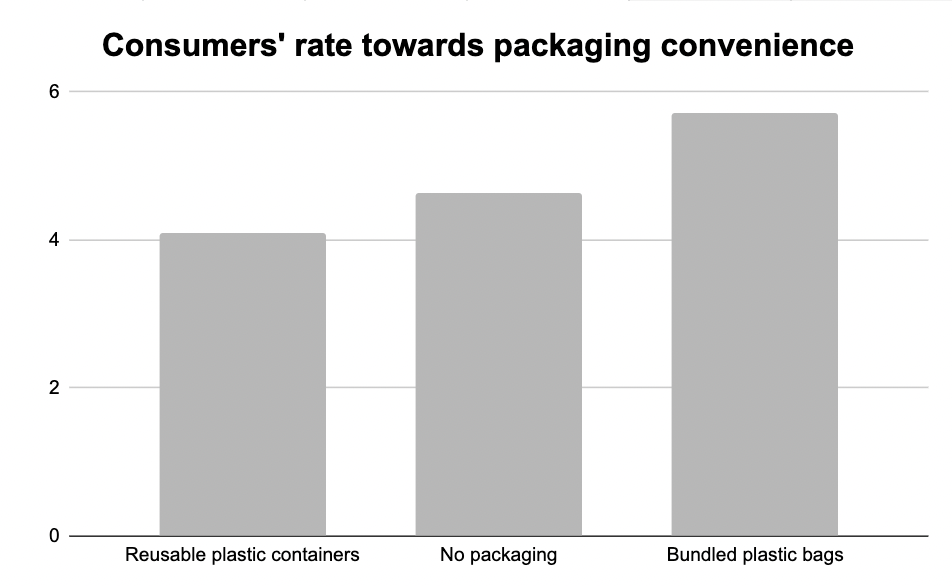 Consumers' rate towards packaging convenience
6
4
2
0
Reusable plastic containers
No packaging
Bundled plastic bags